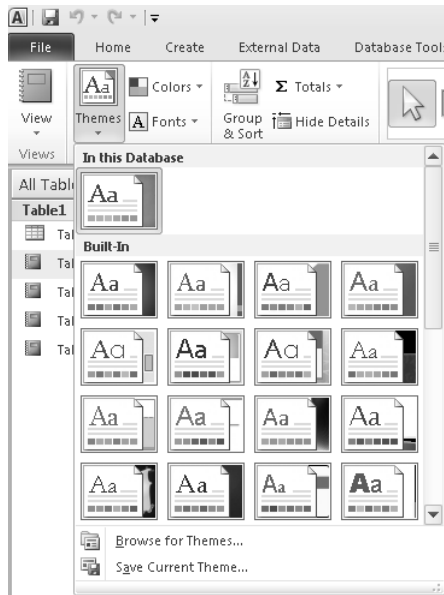 A
File Home Create External Data Database Tool
View
Views
Aa
Themes
Colors
A Fonts
Group
& Sort
Σ Totals
Hide Details
In this Database
Aa
Built-In
Aa Aa Aa Aa
Aa Aa Aa Aa
Aa Aa Aa Aa
Aa Aa Aa Aa
Browse for Themes...
Save Current Theme...
All Tabl
Table1
Tal
Tal
Tal
Tal
Tal